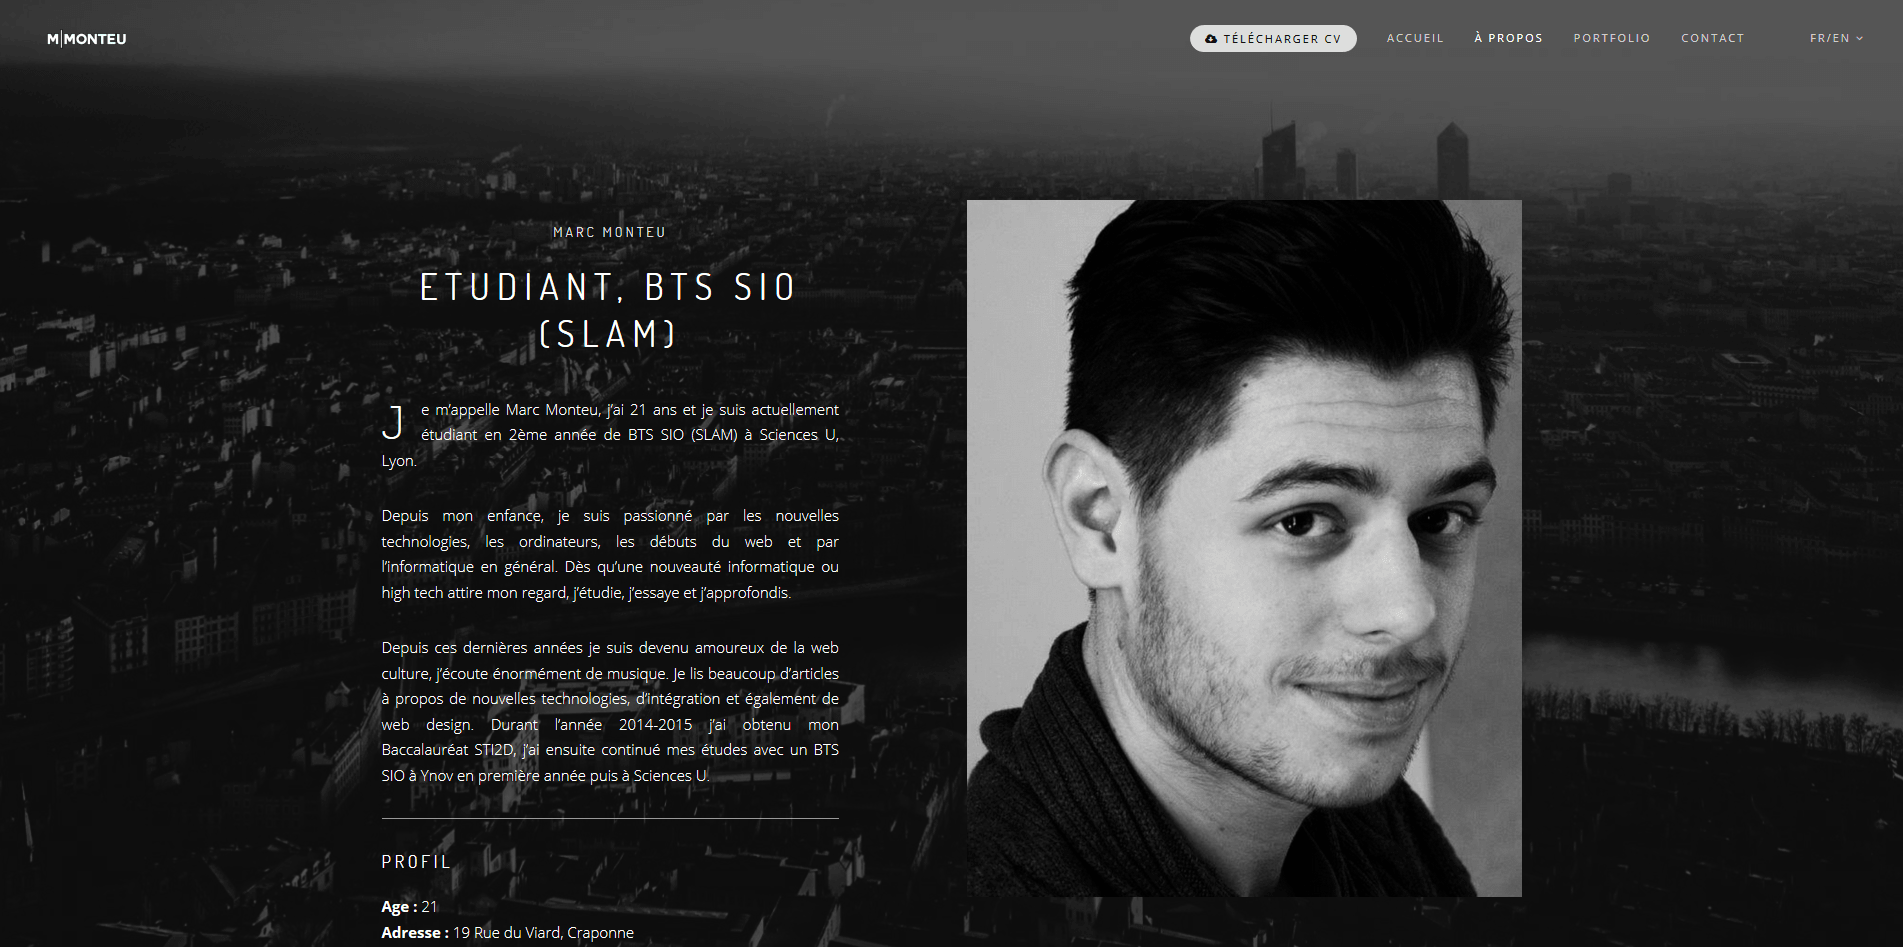 M|MONTEU
TÉLÉCHARGER CV
ACCUEIL
À PROPOS
PORTFOLIO
CONTACT
FR/EN
MARC MONTEU
ETUDIANT, BTS SIO
(SLAM)
Je m'appelle Marc Monteu, j'ai 21 ans et je suis actuellement
étudiant en 2ème année de BTS SIO (SLAM) à Sciences U,
Lyon.
Depuis mon enfance, je suis passionné par les nouvelles
technologies, les ordinateurs, les débuts du web et par
l'informatique en général. Dès qu'une nouveauté informatique ou
high tech attire mon regard, j'étudie, j'essaye et j'approfondis.
Depuis ces dernières années je suis devenu amoureux de la web
culture, j'écoute énormément de musique. Je lis beaucoup d'articles
à propos de nouvelles technologies, d'intégration et également de
web design. Durant l'année 2014-2015 j'ai obtenu mon
Baccalauréat STI2D, j'ai ensuite continué mes études avec un BTS
SIO à Ynov en première année puis à Sciences U.
PROFIL
Age : 21
Adresse : 19 Rue du Viard, Craponne